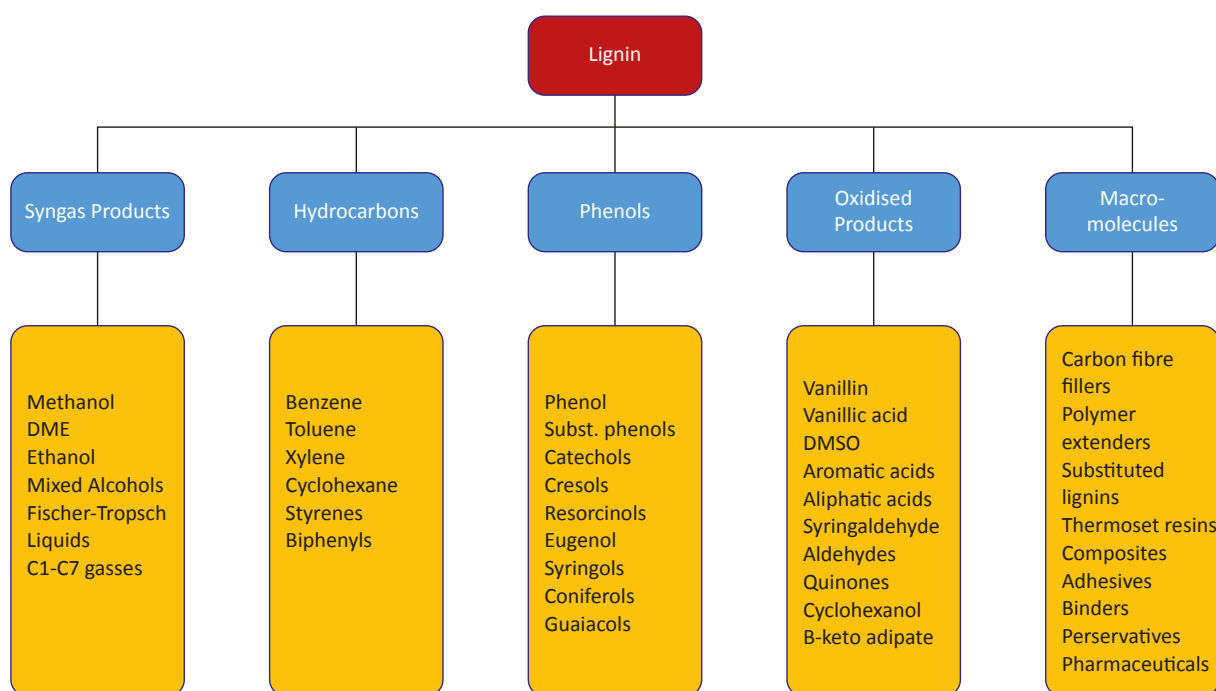 Lignin
Syngas Products
Hydrocarbons
Phenols
Oxidised
Products
Macro-
molecules
Methanol
DME
Ethanol
Mixed Alcohols
Fischer-Tropsch
Liquids
C1-C7 gasses
Benzene
Toluene
Xylene
Cyclohexane
Styrenes
Biphenyls
Phenol
Subst. phenols
Catechols
Cresols
Resorcinols
Eugenol
Syringols
Coniferols
Guaiacols
Vanillin
Vanillic acid
DMSO
Aromatic acids
Aliphatic acids
Syringaldehyde
Aldehydes
Quinones
Cyclohexanol
B-keto adipate
Carbon fibre
fillers
Polymer
extenders
Substituted
lignins
Thermoset resins
Composites
Adhesives
Binders
Perservatives
Pharmaceuticals